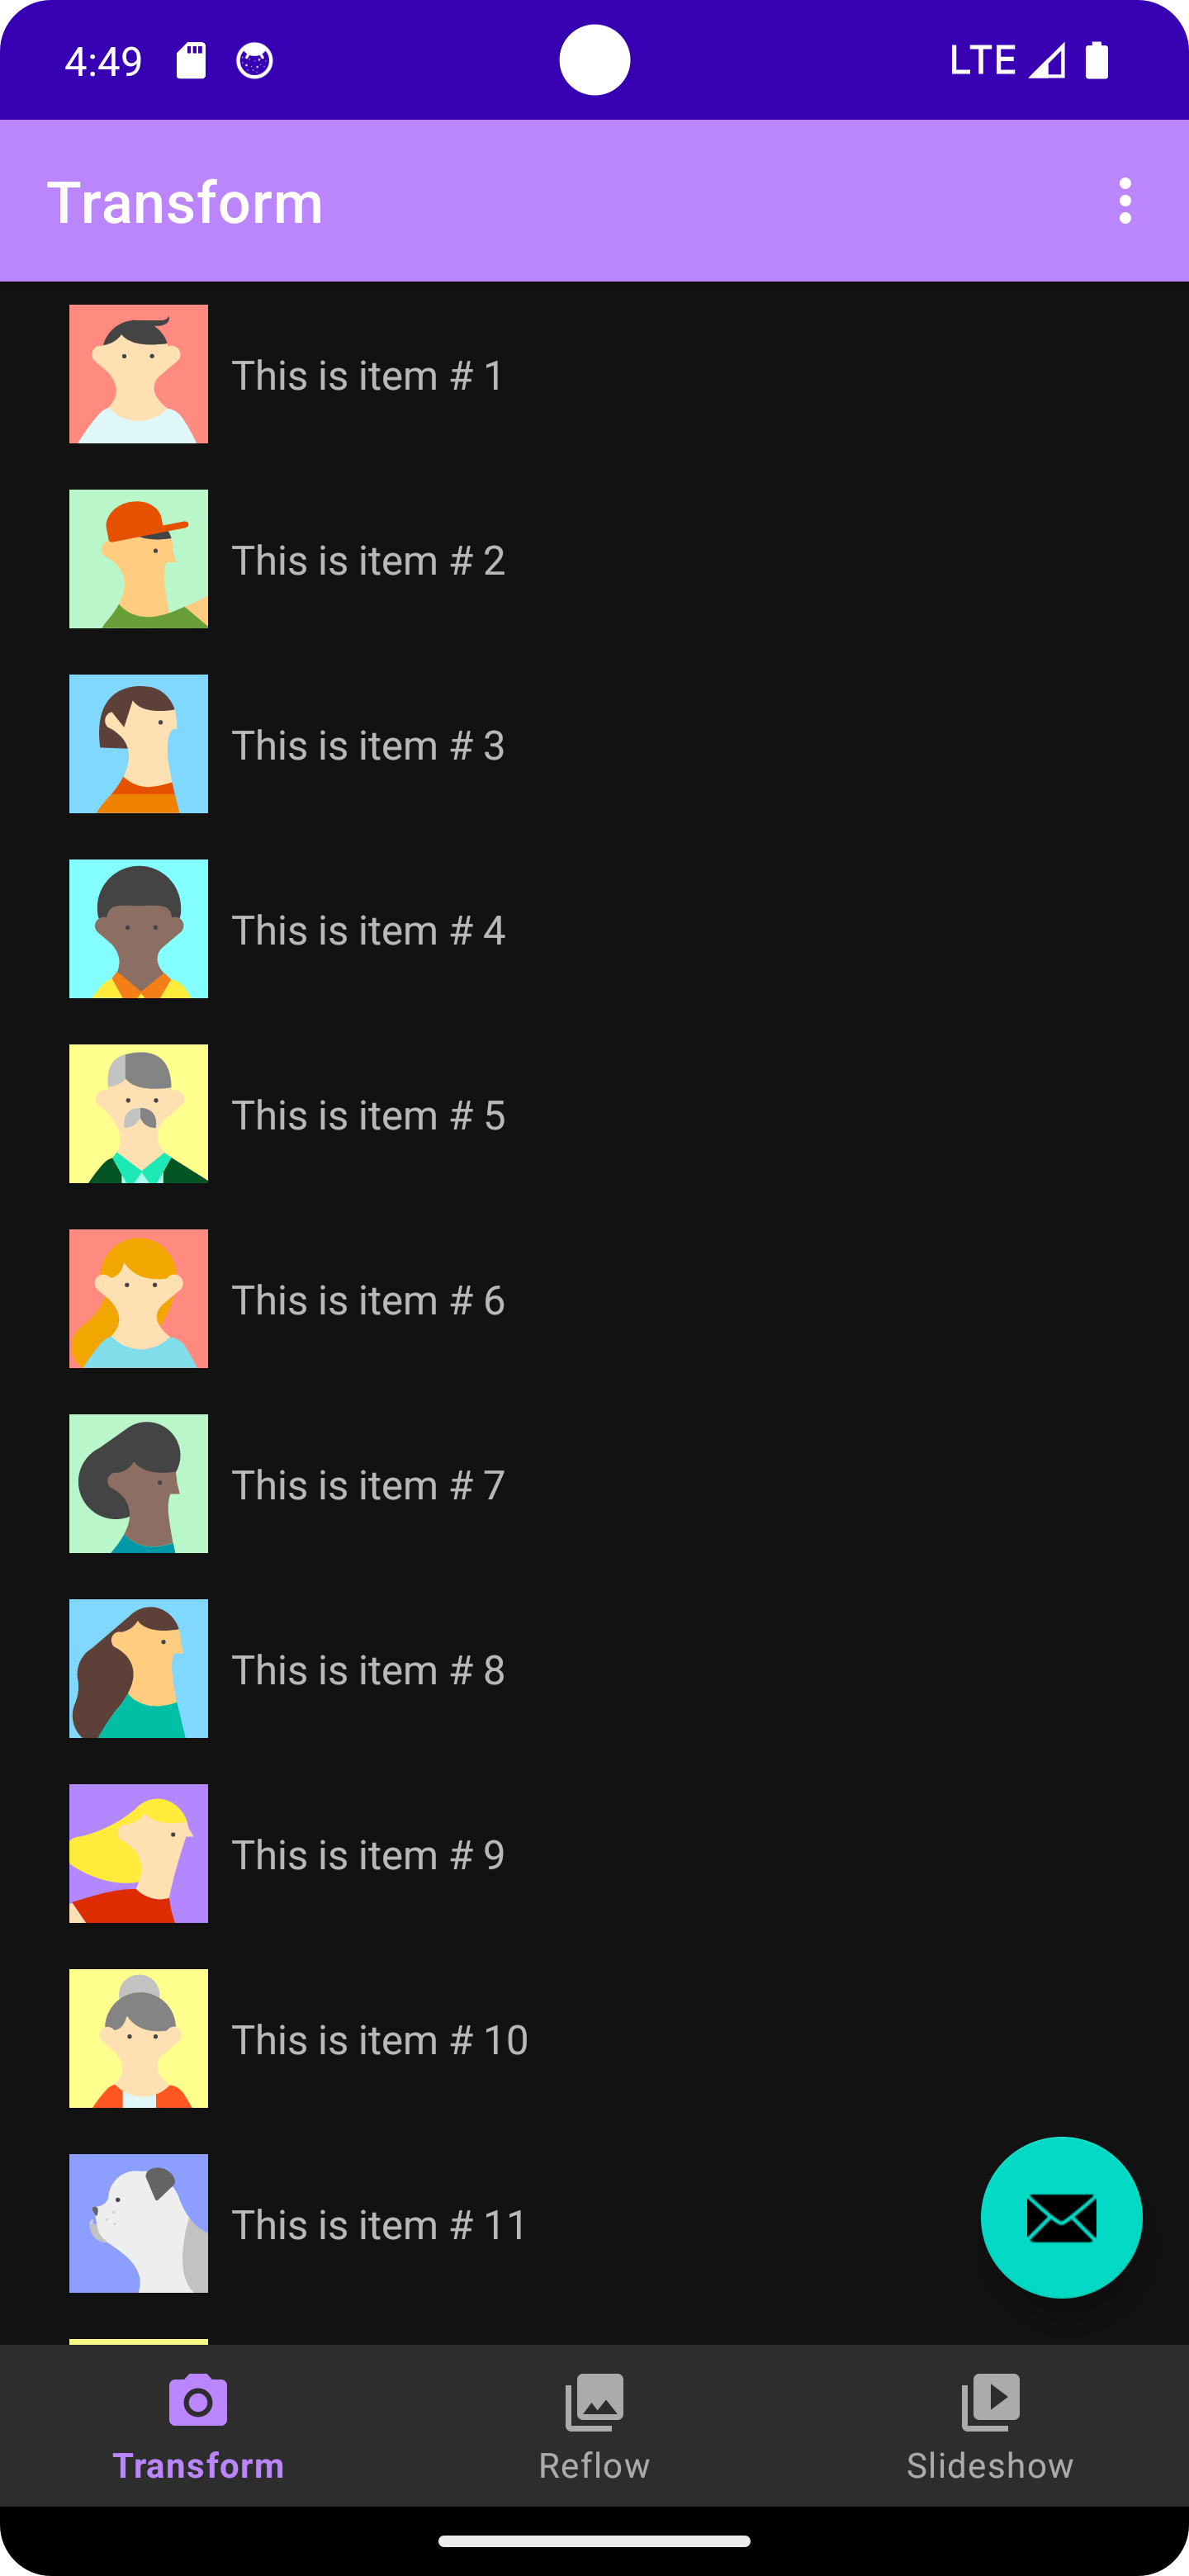 4:49 LTE
Transform
This is item # 1
This is item # 2
This is item # 3
This is item # 4
This is item # 5
This is item # 6
This is item # 7
This is item # 8
This is item # 9
This is item # 10
This is item # 11
Transform Reflow Slideshow